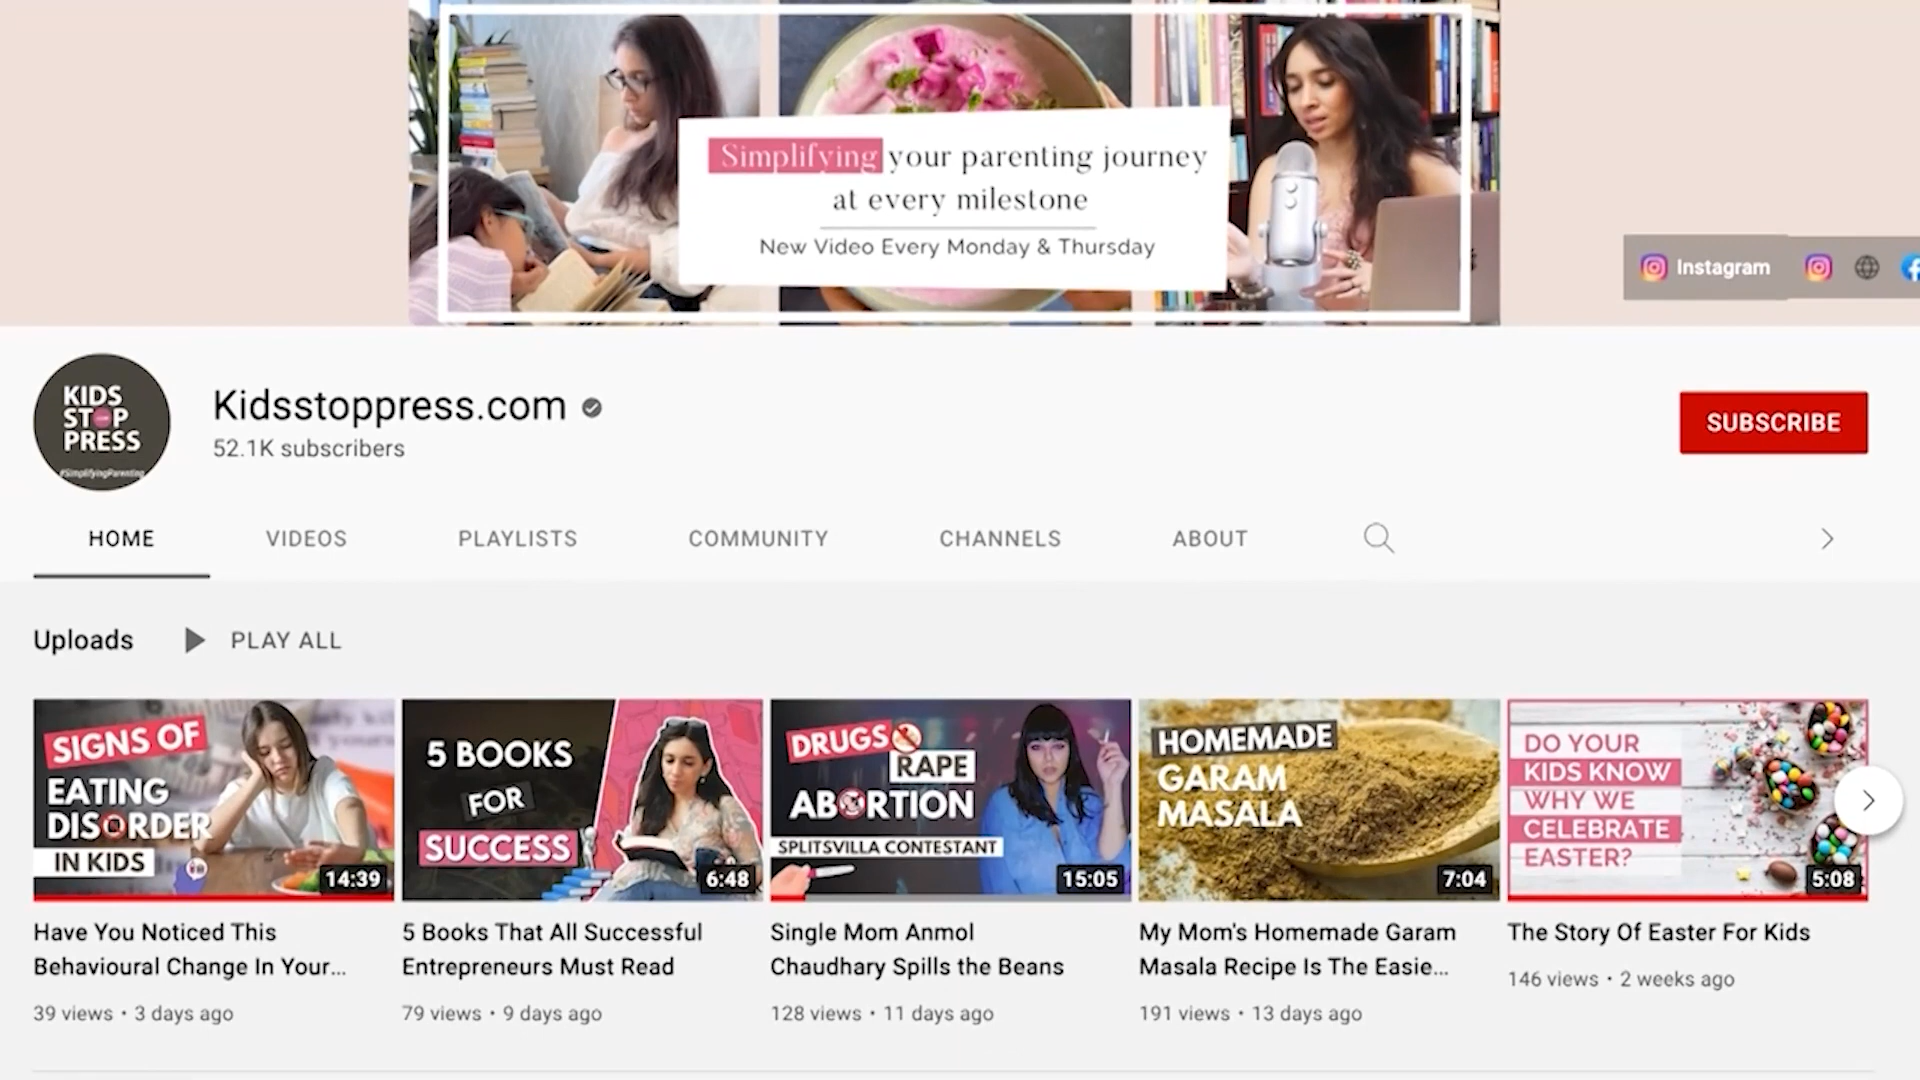 Simplifying your parenting journey
at every milestone
New Video Every Monday & Thursday
Instagram
KIDS
STOP
PRESS
#SimplifyingParenting
Kidsstoppress.com
52.1K subscribers
SUBSCRIBE
HOME VIDEOS PLAYLISTS COMMUNITY CHANNELS ABOUT
Uploads PLAY ALL
SIGNS OF
EATING
DISORDER
IN KIDS
14:39
5 BOOKS
FOR
SUCCESS
6:48
DRUGS
RAPE
ABORTION
SPLITSVILLA CONTESTANT
15:05
HOMEMADE
GARAM
MASALA
7:04
DO YOUR
KIDS KNOW
WHY WE
CELEBRATE
EASTER?
5:08
Have You Noticed This
Behavioural Change In Your...
39 views • 3 days ago
5 Books That All Successful
Entrepreneurs Must Read
79 views • 9 days ago
Single Mom Anmol
Chaudhary Spills the Beans
128 views • 11 days ago
My Mom's Homemade Garam
Masala Recipe Is The Easie...
191 views • 13 days ago
The Story Of Easter For Kids
146 views • 2 weeks ago